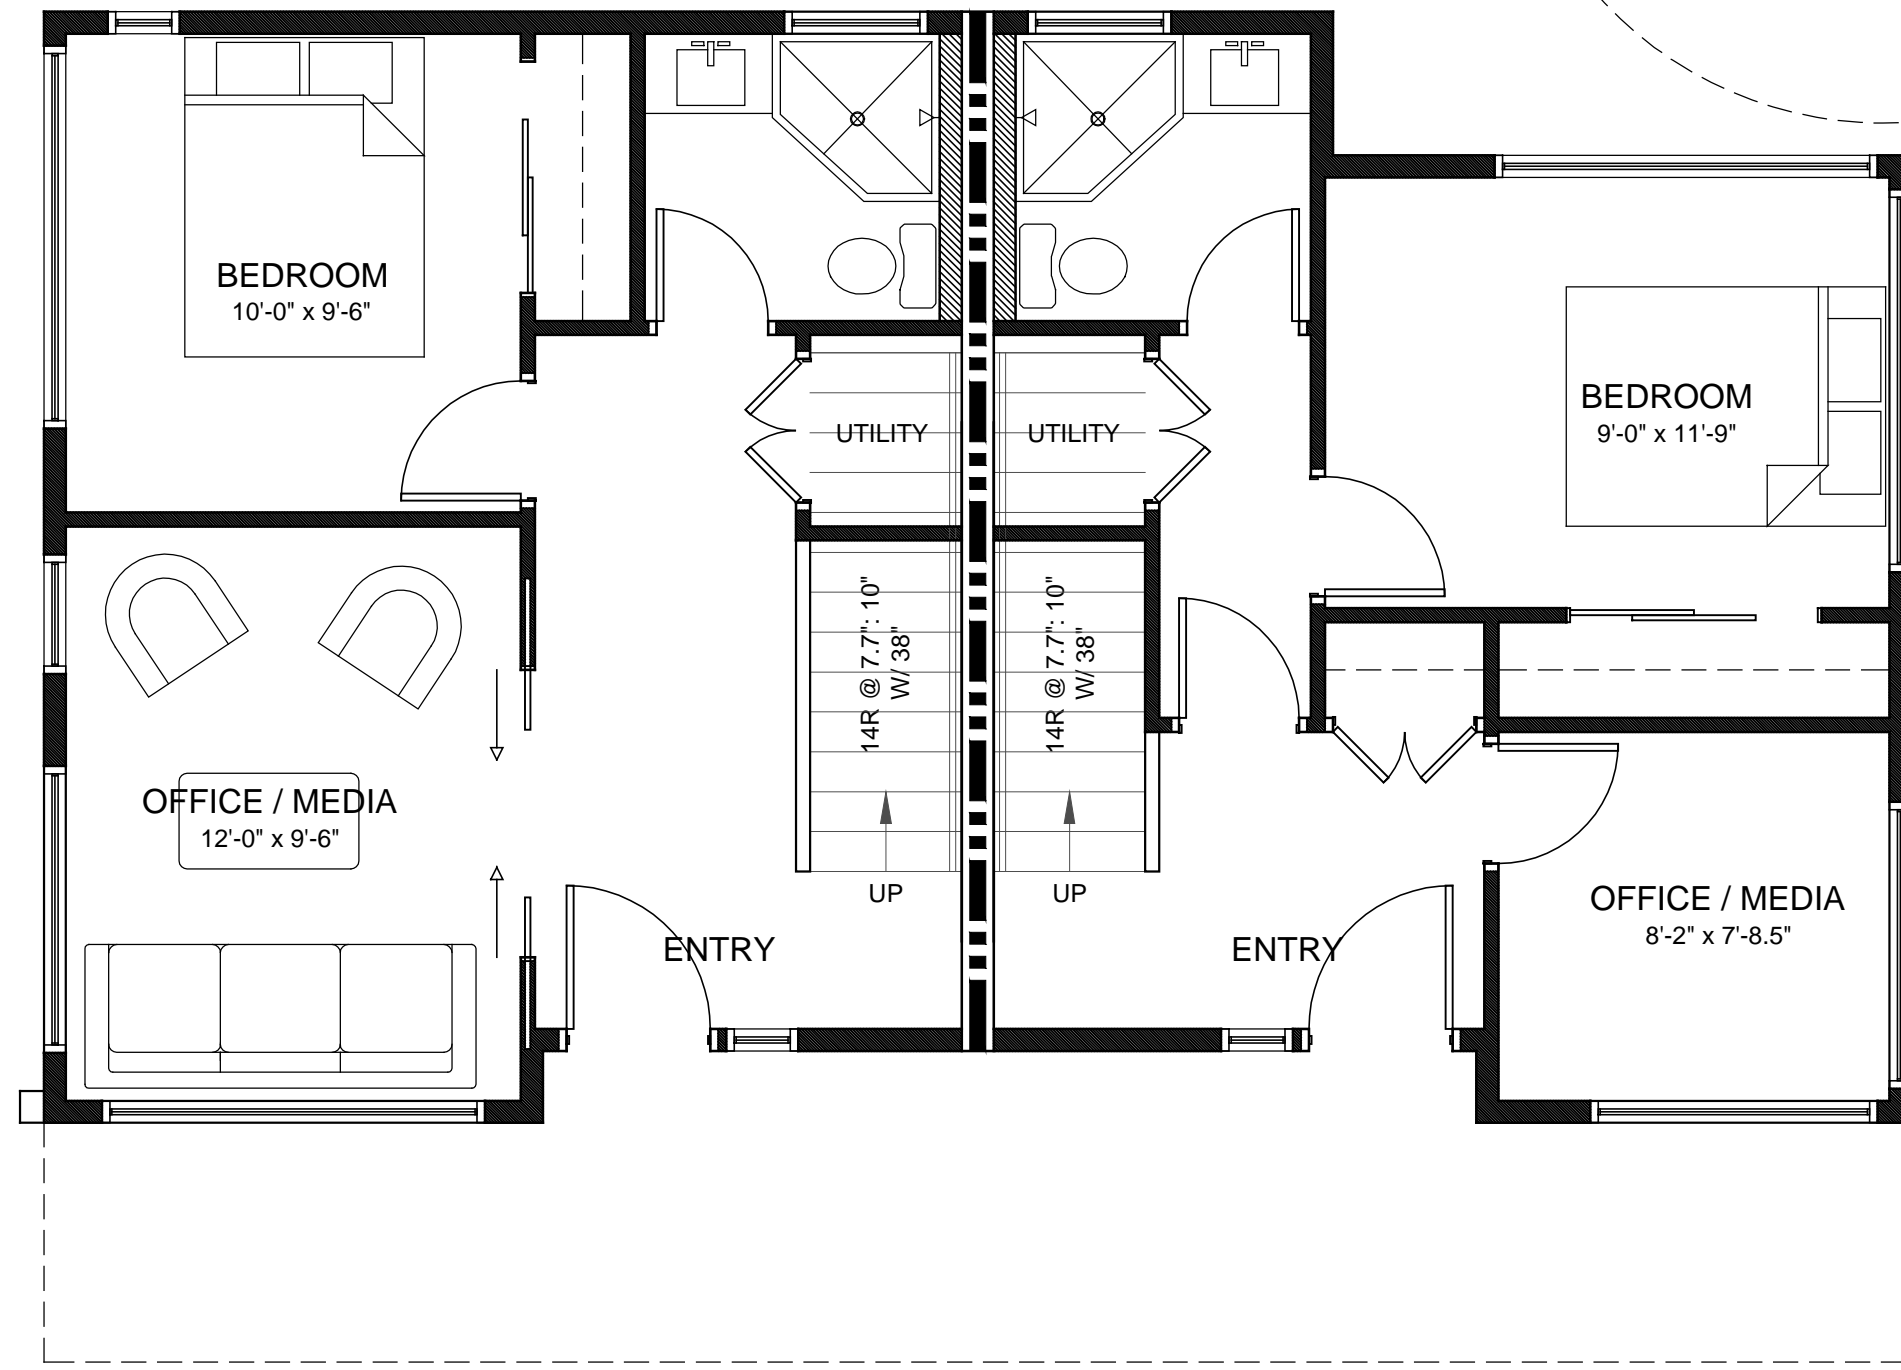 BEDROOM
10'-0" x 9'-6"
BEDROOM
9'-0" x 11'-9"
UTILITY
UTILITY
14R @ 7.7": 10"
W/ 38"
14R @ 7.7": 10"
W/ 38"
OFFICE / MEDIA
12'-0" x 9'-6"
UP
UP
OFFICE / MEDIA
8'-2" x 7'-8.5"
ENTRY
ENTRY